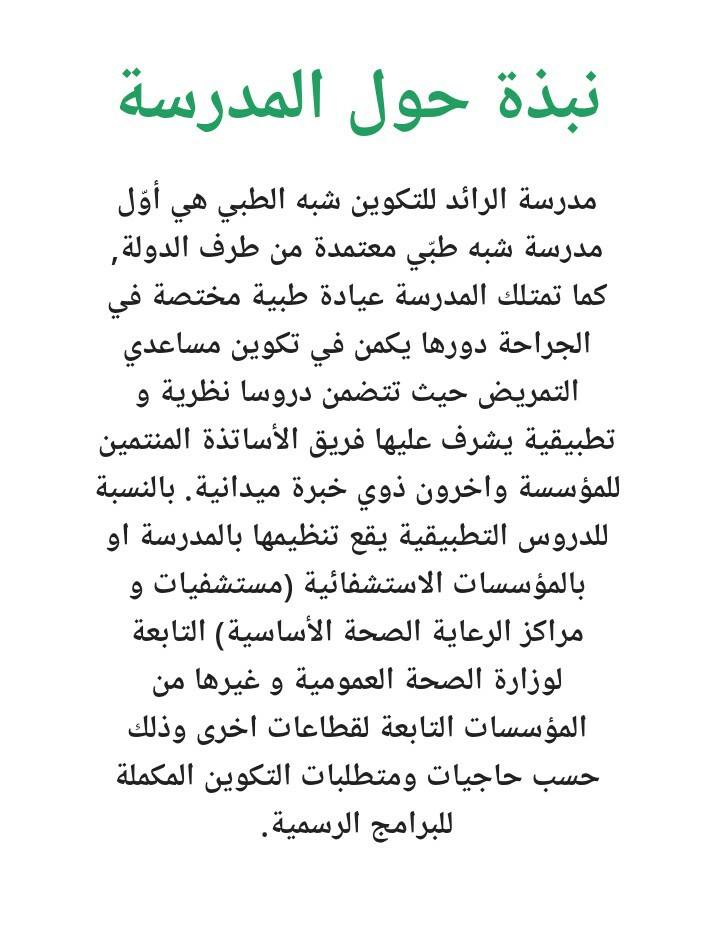 نبذة حول المدرسة
مدرسة الرائد للتكوين شبه الطبي هي أوّل
مدرسة شبه طبّي معتمدة من طرف الدولة,
كما تمتلك المدرسة عيادة طبية مختصة في
الجراحة دورها يكمن في تكوين مساعدي
التمريض حيث تتضمن دروسا نظرية و
تطبيقية يشرف عليها فريق الأساتذة المنتمين
للمؤسسة واخرون ذوي خبرة ميدانية. بالنسبة
للدروس التطبيقية يقع تنظيمها بالمدرسة او
بالمؤسسات الاستشفائية (مستشفيات و
مراكز الرعاية الصحة الأساسية) التابعة
لوزارة الصحة العمومية و غيرها من
المؤسسات التابعة لقطاعات اخرى وذلك
حسب حاجيات ومتطلبات التكوين المكملة
للبرامج الرسمية.